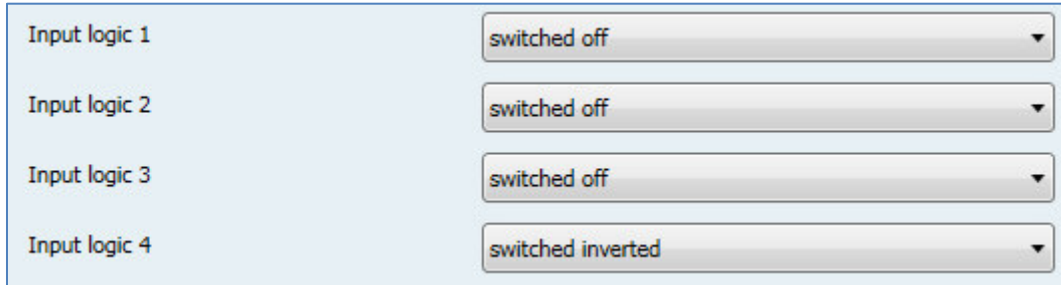 Input logic 1 switched off
Input logic 2 switched off
Input logic 3 switched off
Input logic 4 switched inverted